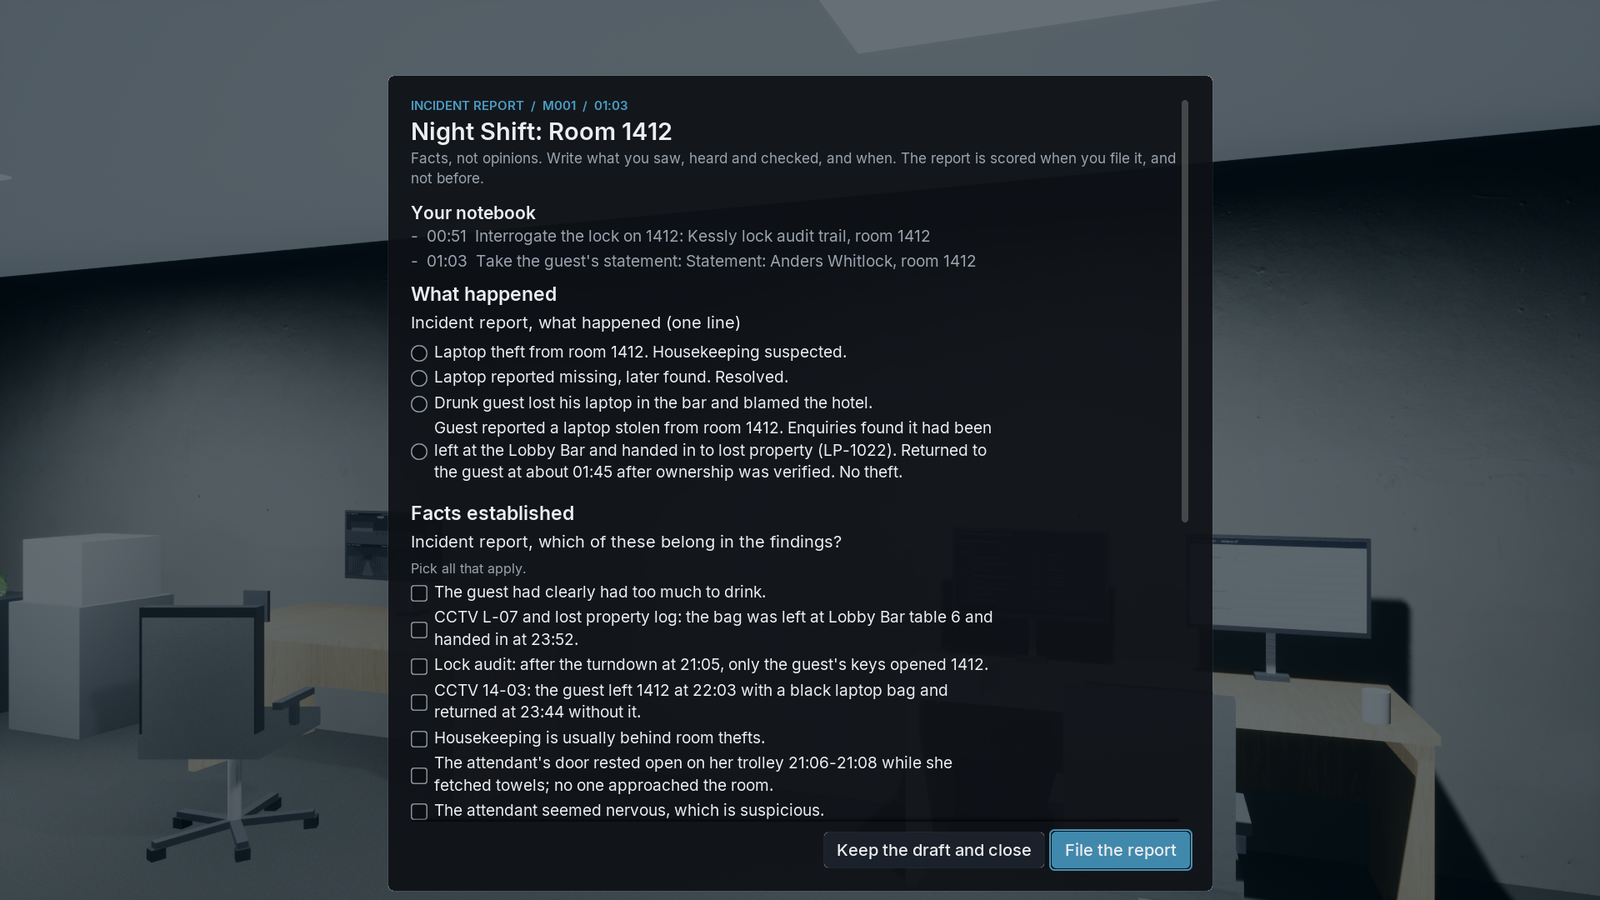 INCIDENT REPORT / M001 / 01:03
Night Shift: Room 1412
Facts, not opinions. Write what you saw, heard and checked, and when. The report is scored when you file it, and
not before.
Your notebook
- 00:51 Interrogate the lock on 1412: Kessly lock audit trail, room 1412
- 01:03 Take the guest's statement: Statement: Anders Whitlock, room 1412
What happened
Incident report, what happened (one line)
Laptop theft from room 1412. Housekeeping suspected.
Laptop reported missing, later found. Resolved.
Drunk guest lost his laptop in the bar and blamed the hotel.
Guest reported a laptop stolen from room 1412. Enquiries found it had been
left at the Lobby Bar and handed in to lost property (LP-1022). Returned to
the guest at about 01:45 after ownership was verified. No theft.
Facts established
Incident report, which of these belong in the findings?
Pick all that apply.
The guest had clearly had too much to drink.
CCTV L-07 and lost property log: the bag was left at Lobby Bar table 6 and
handed in at 23:52.
Lock audit: after the turndown at 21:05, only the guest's keys opened 1412.
CCTV 14-03: the guest left 1412 at 22:03 with a black laptop bag and
returned at 23:44 without it.
Housekeeping is usually behind room thefts.
The attendant's door rested open on her trolley 21:06-21:08 while she
fetched towels; no one approached the room.
The attendant seemed nervous, which is suspicious.
Keep the draft and close
File the report